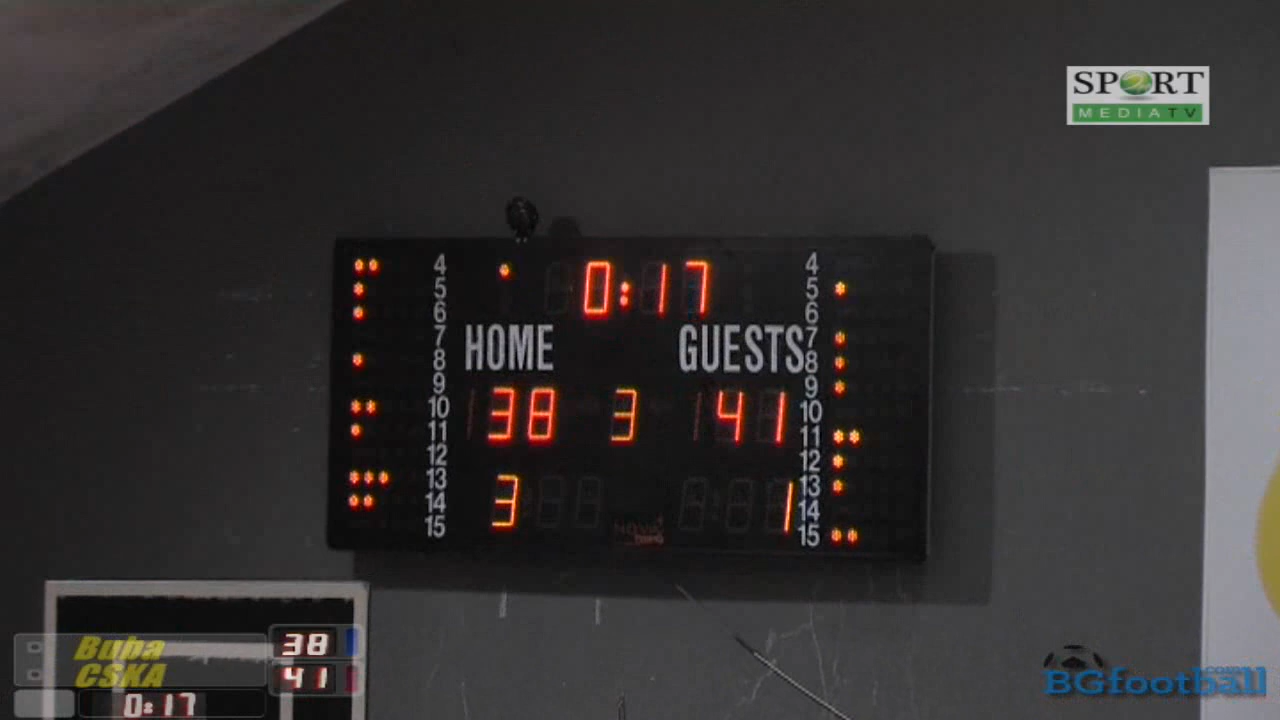 SPORT
MEDIATV
4 0:17 4
5 5
6 6
HOME GUESTS
7 7
8 8
9 9
10 38 3 41 10
11 11
12 12
13 13
14 3 1 14
15 15
Buba 38
CSKA 41
0:17
BGfootball.com